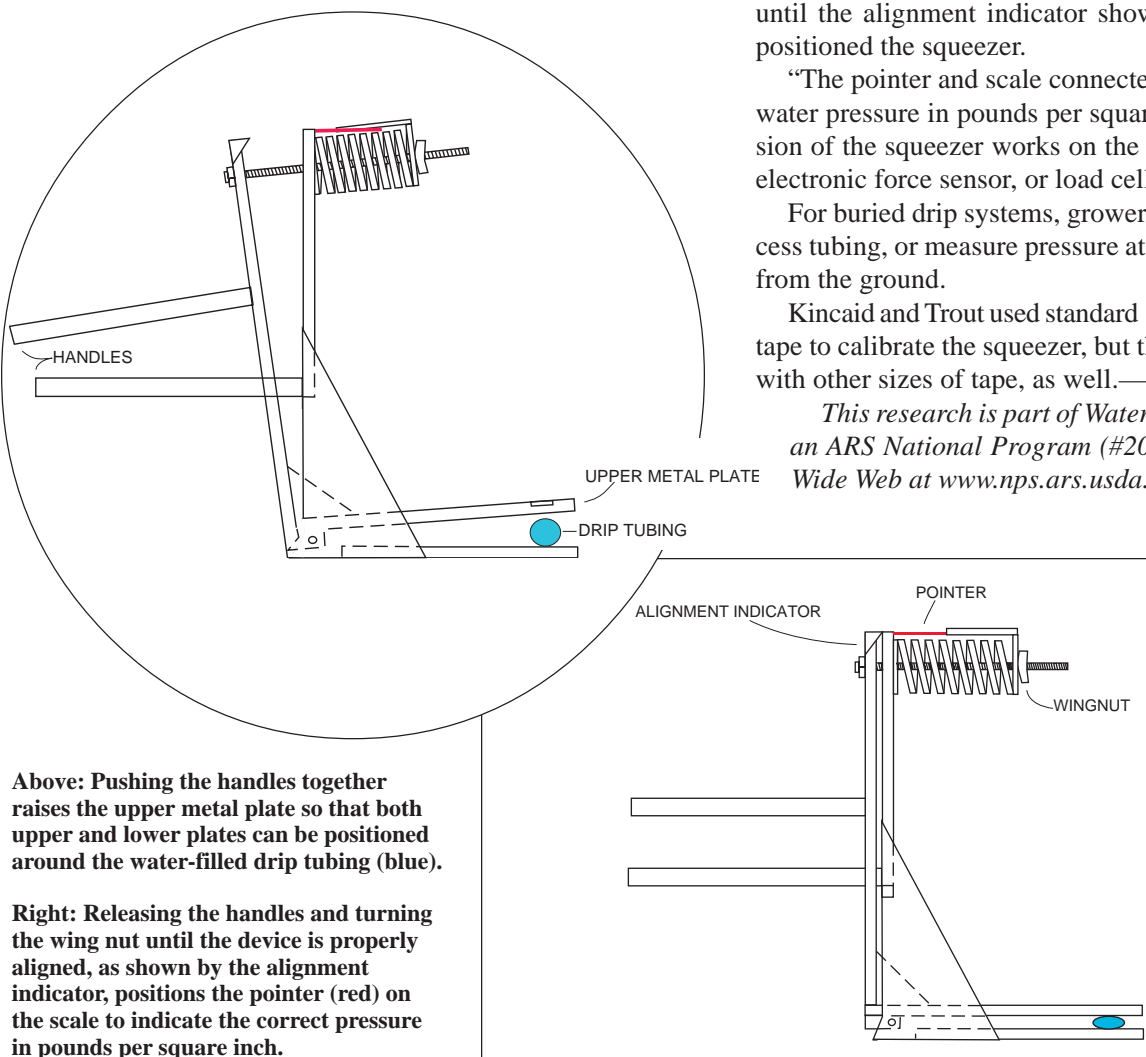 until the alignment indicator show
positioned the squeezer.
“The pointer and scale connecte
water pressure in pounds per squar
sion of the squeezer works on the
electronic force sensor, or load cell
For buried drip systems, grower
cess tubing, or measure pressure at
from the ground.
Kincaid and Trout used standard
tape to calibrate the squeezer, but th
with other sizes of tape, as well.—
This research is part of Water
an ARS National Program (#20
Wide Web at www.nps.ars.usda.
HANDLES
UPPER METAL PLATE
DRIP TUBING
ALIGNMENT INDICATOR
POINTER
WINGNUT
Above: Pushing the handles together
raises the upper metal plate so that both
upper and lower plates can be positioned
around the water-filled drip tubing (blue).
Right: Releasing the handles and turning
the wing nut until the device is properly
aligned, as shown by the alignment
indicator, positions the pointer (red) on
the scale to indicate the correct pressure
in pounds per square inch.